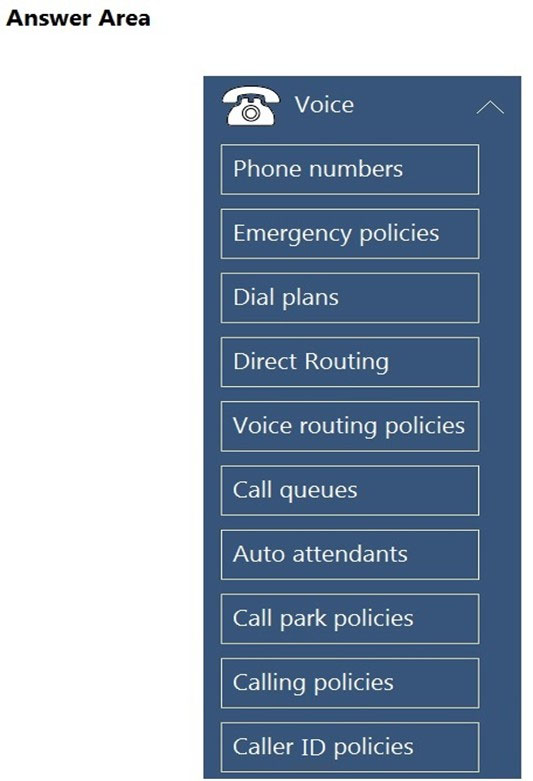 Answer Area
Voice
Phone numbers
Emergency policies
Dial plans
Direct Routing
Voice routing policies
Call queues
Auto attendants
Call park policies
Calling policies
Caller ID policies